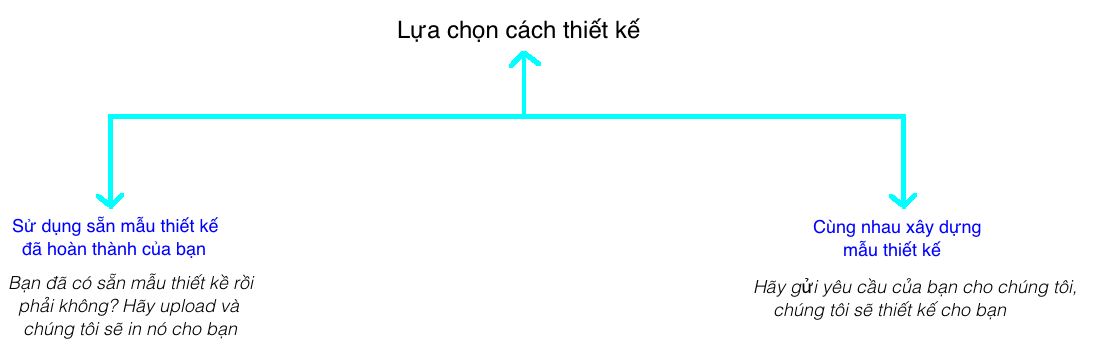 Lựa chọn cách thiết kế
Sử dụng sẵn mẫu thiết kế
đã hoàn thành của bạn
Bạn đã có sẵn mẫu thiết kề rồi
phải không? Hãy upload và
chúng tôi sẽ in nó cho bạn
Cùng nhau xây dựng
mẫu thiết kế
Hãy gửi yêu cầu của bạn cho chúng tôi,
chúng tôi sẽ thiết kế cho bạn